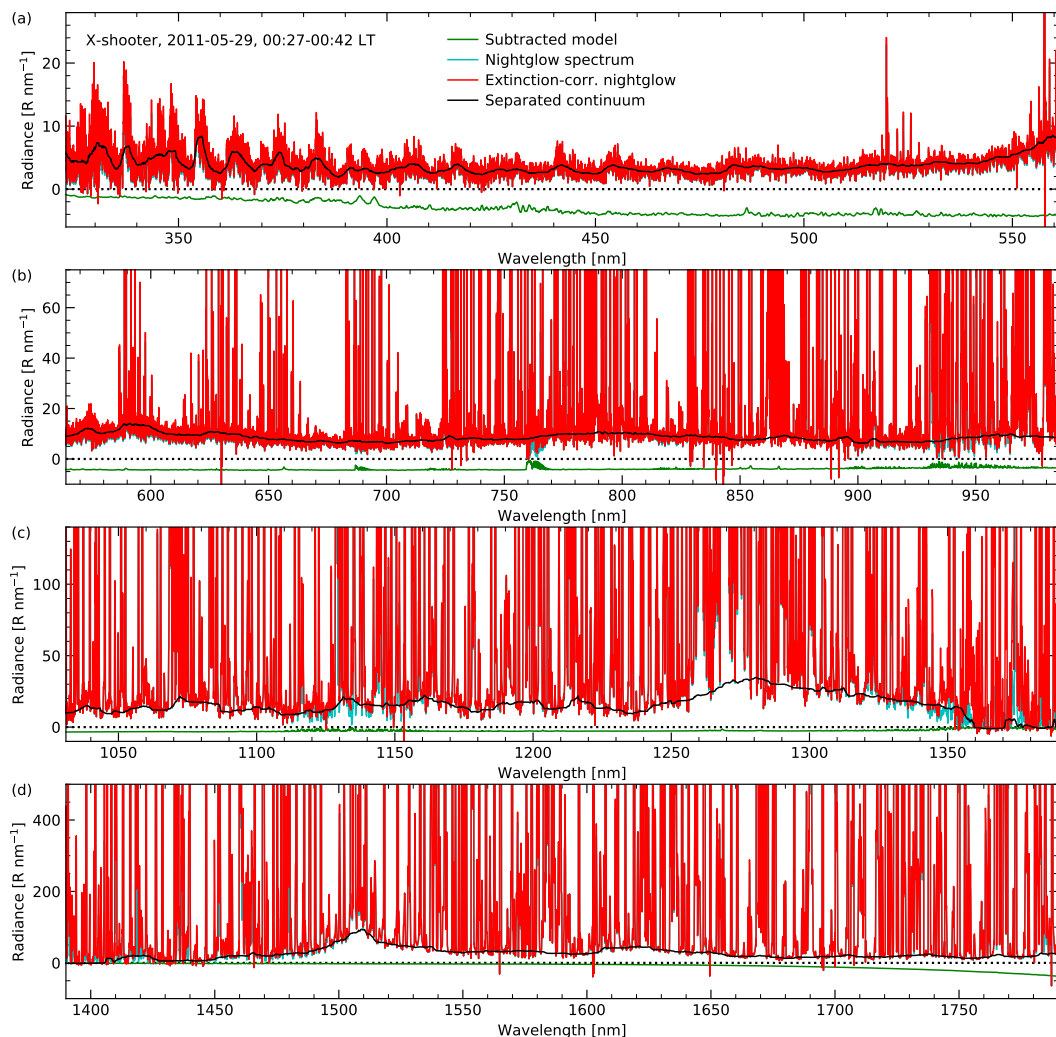 (a)
X-shooter, 2011-05-29, 00:27-00:42 LT
Subtracted model
Nightglow spectrum
Extinction-corr. nightglow
Separated continuum
Radiance [R nm⁻¹]
20
10
0
350 400 450 500 550
Wavelength [nm]
(b)
Radiance [R nm⁻¹]
60
40
20
0
600 650 700 750 800 850 900 950
Wavelength [nm]
(c)
Radiance [R nm⁻¹]
100
50
0
1050 1100 1150 1200 1250 1300 1350
Wavelength [nm]
(d)
Radiance [R nm⁻¹]
400
200
0
1400 1450 1500 1550 1600 1650 1700 1750
Wavelength [nm]